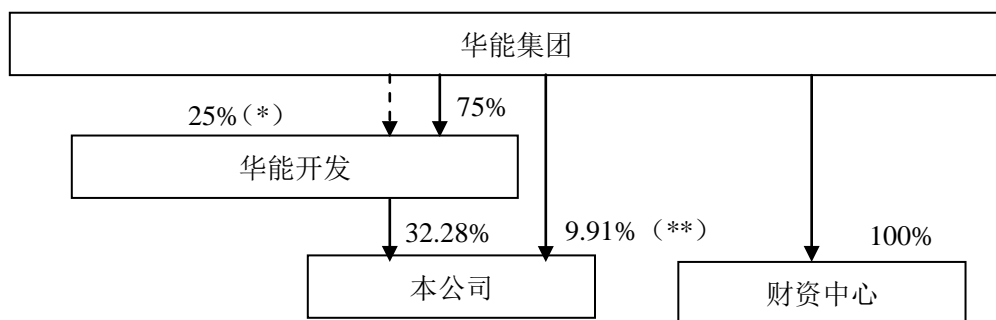 华能集团
25%(*)
75%
华能开发
32.28%
9.91%（**）
100%
本公司
财资中心